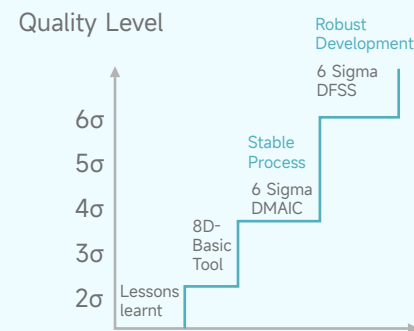 Quality Level
Robust
Development
6 Sigma
DFSS
6σ
Stable
Process
5σ
6 Sigma
DMAIC
4σ
8D-
Basic
Tool
3σ
Lessons
learnt
2σ